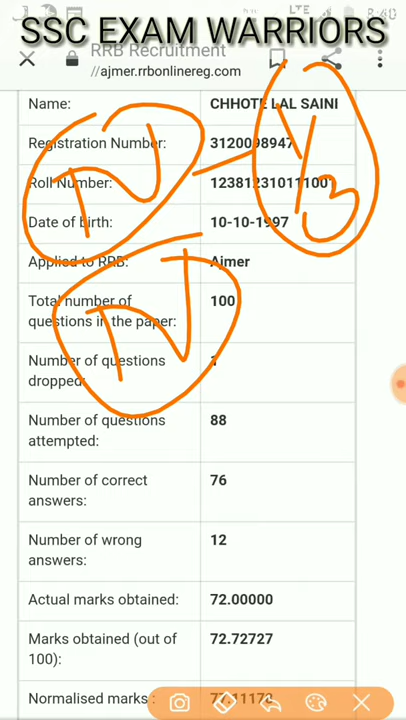 SSC EXAM WARRIORS
RRB Recruitment
//ajmer.rrbonlinereg.com
Name: CHHOTE LAL SAINI
Registration Number: 3120098947
Roll Number:
Date of birth: 10-10-1997
Applied to RRB: Ajmer
Total number of questions in the paper: 100
Number of questions dropped: 1
Number of questions attempted: 88
Number of correct answers: 76
Number of wrong answers: 12
Actual marks obtained: 72.00000
Marks obtained (out of 100): 72.72727
Normalised marks :